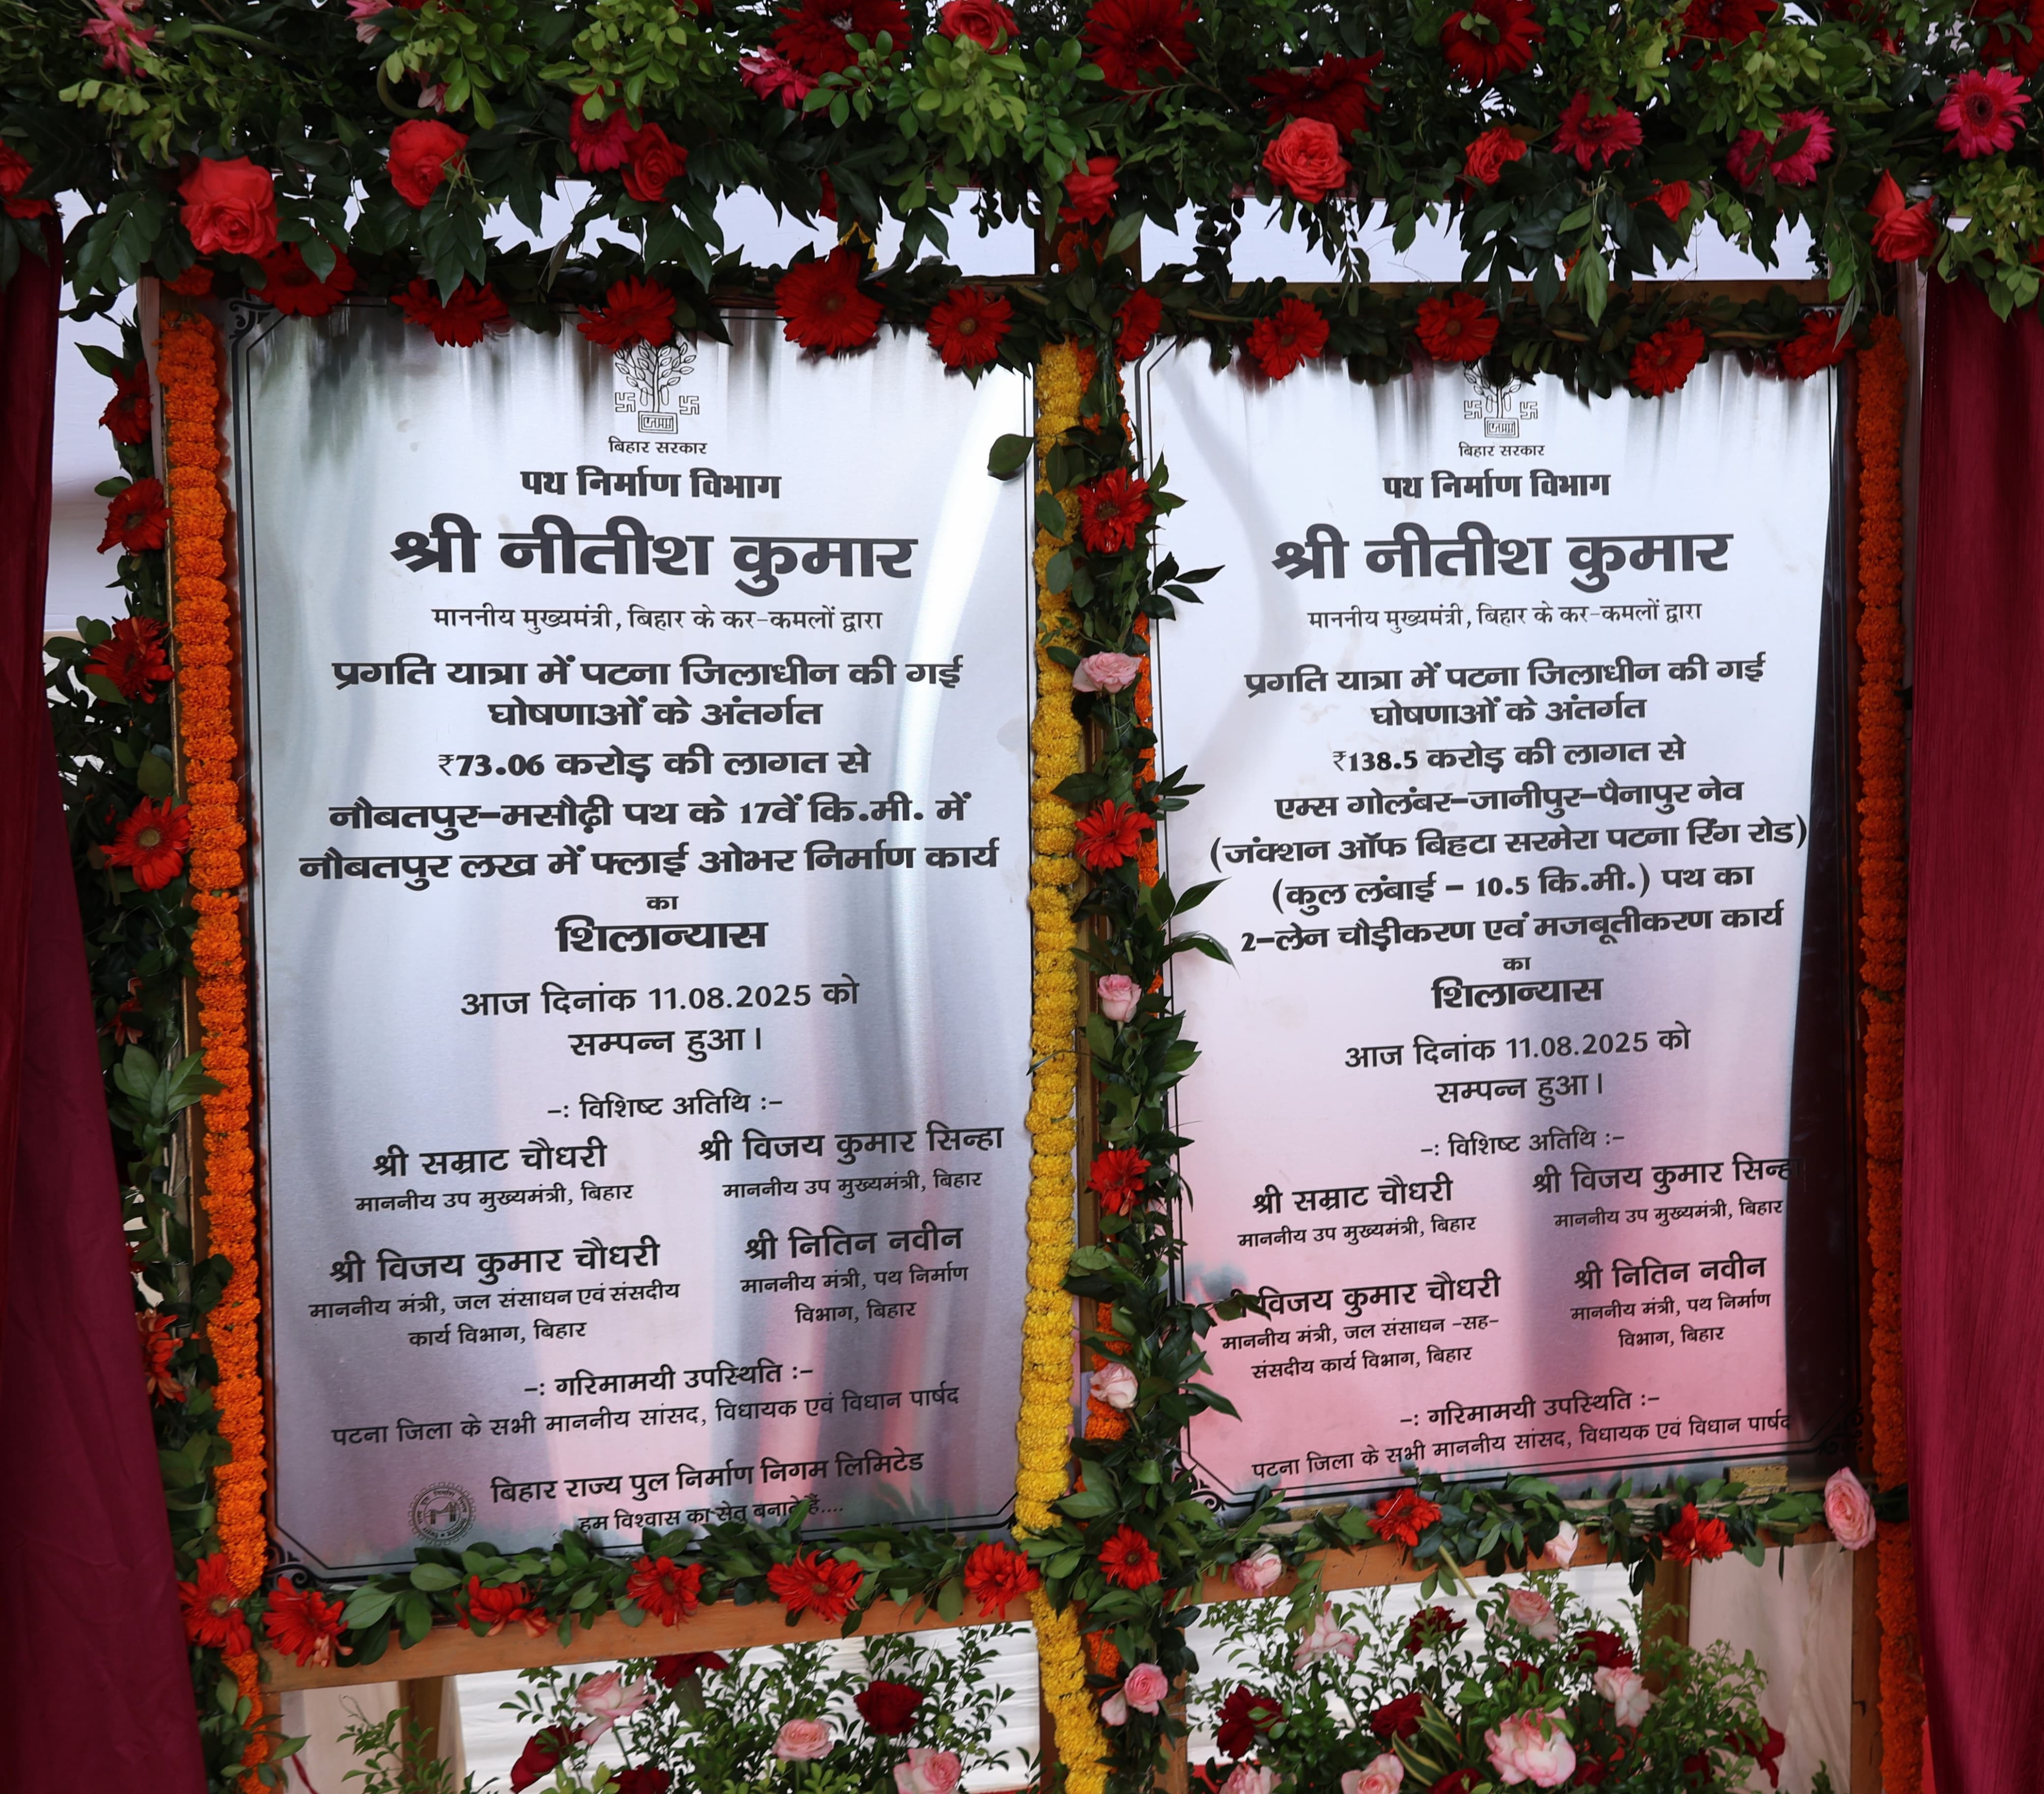 बिहार सरकार
पथ निर्माण विभाग
श्री नीतीश कुमार
माननीय मुख्यमंत्री, बिहार के कर-कमलों द्वारा
प्रगति यात्रा में पटना जिलाधीन की गई
घोषणाओं के अंतर्गत
₹73.06 करोड़ की लागत से
नौबतपुर-मसौढ़ी पथ के 17वें कि.मी. में
नौबतपुर लख में फ्लाई ओभर निर्माण कार्य
का
शिलान्यास
आज दिनांक 11.08.2025 को
सम्पन्न हुआ।
-: विशिष्ट अतिथि :-
श्री सम्राट चौधरी
माननीय उप मुख्यमंत्री, बिहार
श्री विजय कुमार सिन्हा
माननीय उप मुख्यमंत्री, बिहार
श्री विजय कुमार चौधरी
माननीय मंत्री, जल संसाधन एवं संसदीय
कार्य विभाग, बिहार
श्री नितिन नवीन
माननीय मंत्री, पथ निर्माण
विभाग, बिहार
-: गरिमामयी उपस्थिति :-
पटना जिला के सभी माननीय सांसद, विधायक एवं विधान पार्षद
बिहार राज्य पुल निर्माण निगम लिमिटेड
हम विश्वास का सेतु बनाते हैं....
बिहार सरकार
पथ निर्माण विभाग
श्री नीतीश कुमार
माननीय मुख्यमंत्री, बिहार के कर-कमलों द्वारा
प्रगति यात्रा में पटना जिलाधीन की गई
घोषणाओं के अंतर्गत
₹138.5 करोड़ की लागत से
एम्स गोलंबर-जानीपुर-पैनापुर नेव
(जंक्शन ऑफ बिहटा सरमेरा पटना रिंग रोड)
(कुल लंबाई - 10.5 कि.मी.) पथ का
2-लेन चौड़ीकरण एवं मजबूतीकरण कार्य
का
शिलान्यास
आज दिनांक 11.08.2025 को
सम्पन्न हुआ।
-: विशिष्ट अतिथि :-
श्री सम्राट चौधरी
माननीय उप मुख्यमंत्री, बिहार
श्री विजय कुमार सिन्हा
माननीय उप मुख्यमंत्री, बिहार
श्री विजय कुमार चौधरी
माननीय मंत्री, जल संसाधन -सह-
संसदीय कार्य विभाग, बिहार
श्री नितिन नवीन
माननीय मंत्री, पथ निर्माण
विभाग, बिहार
-: गरिमामयी उपस्थिति :-
पटना जिला के सभी माननीय सांसद, विधायक एवं विधान पार्षद